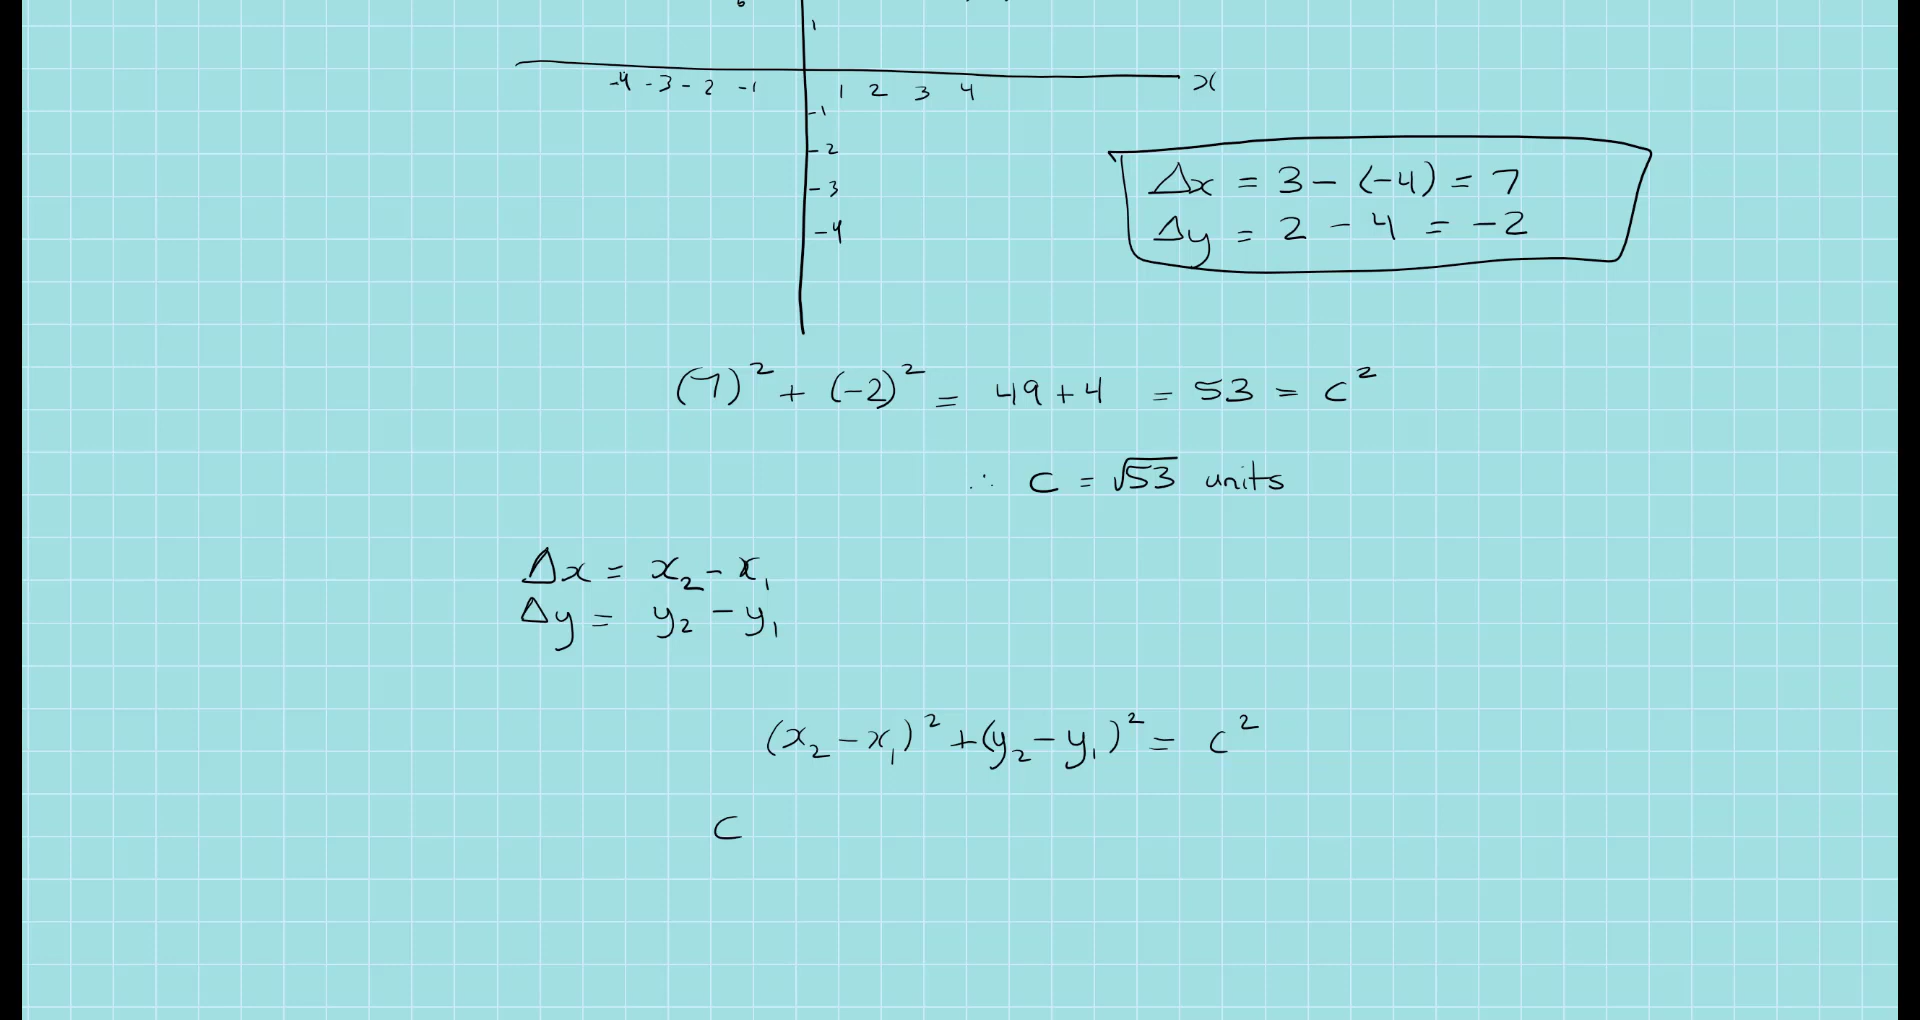 1
-4 -3 -2 -1 1 2 3 4 x
-1
-2
-3
-4
Δx = 3 - (-4) = 7
Δy = 2 - 4 = -2
(7)² + (-2)² = 49 + 4 = 53 = c²
∴ c = √53 units
Δx = x₂ - x₁
Δy = y₂ - y₁
(x₂ - x₁)² + (y₂ - y₁)² = c²
c